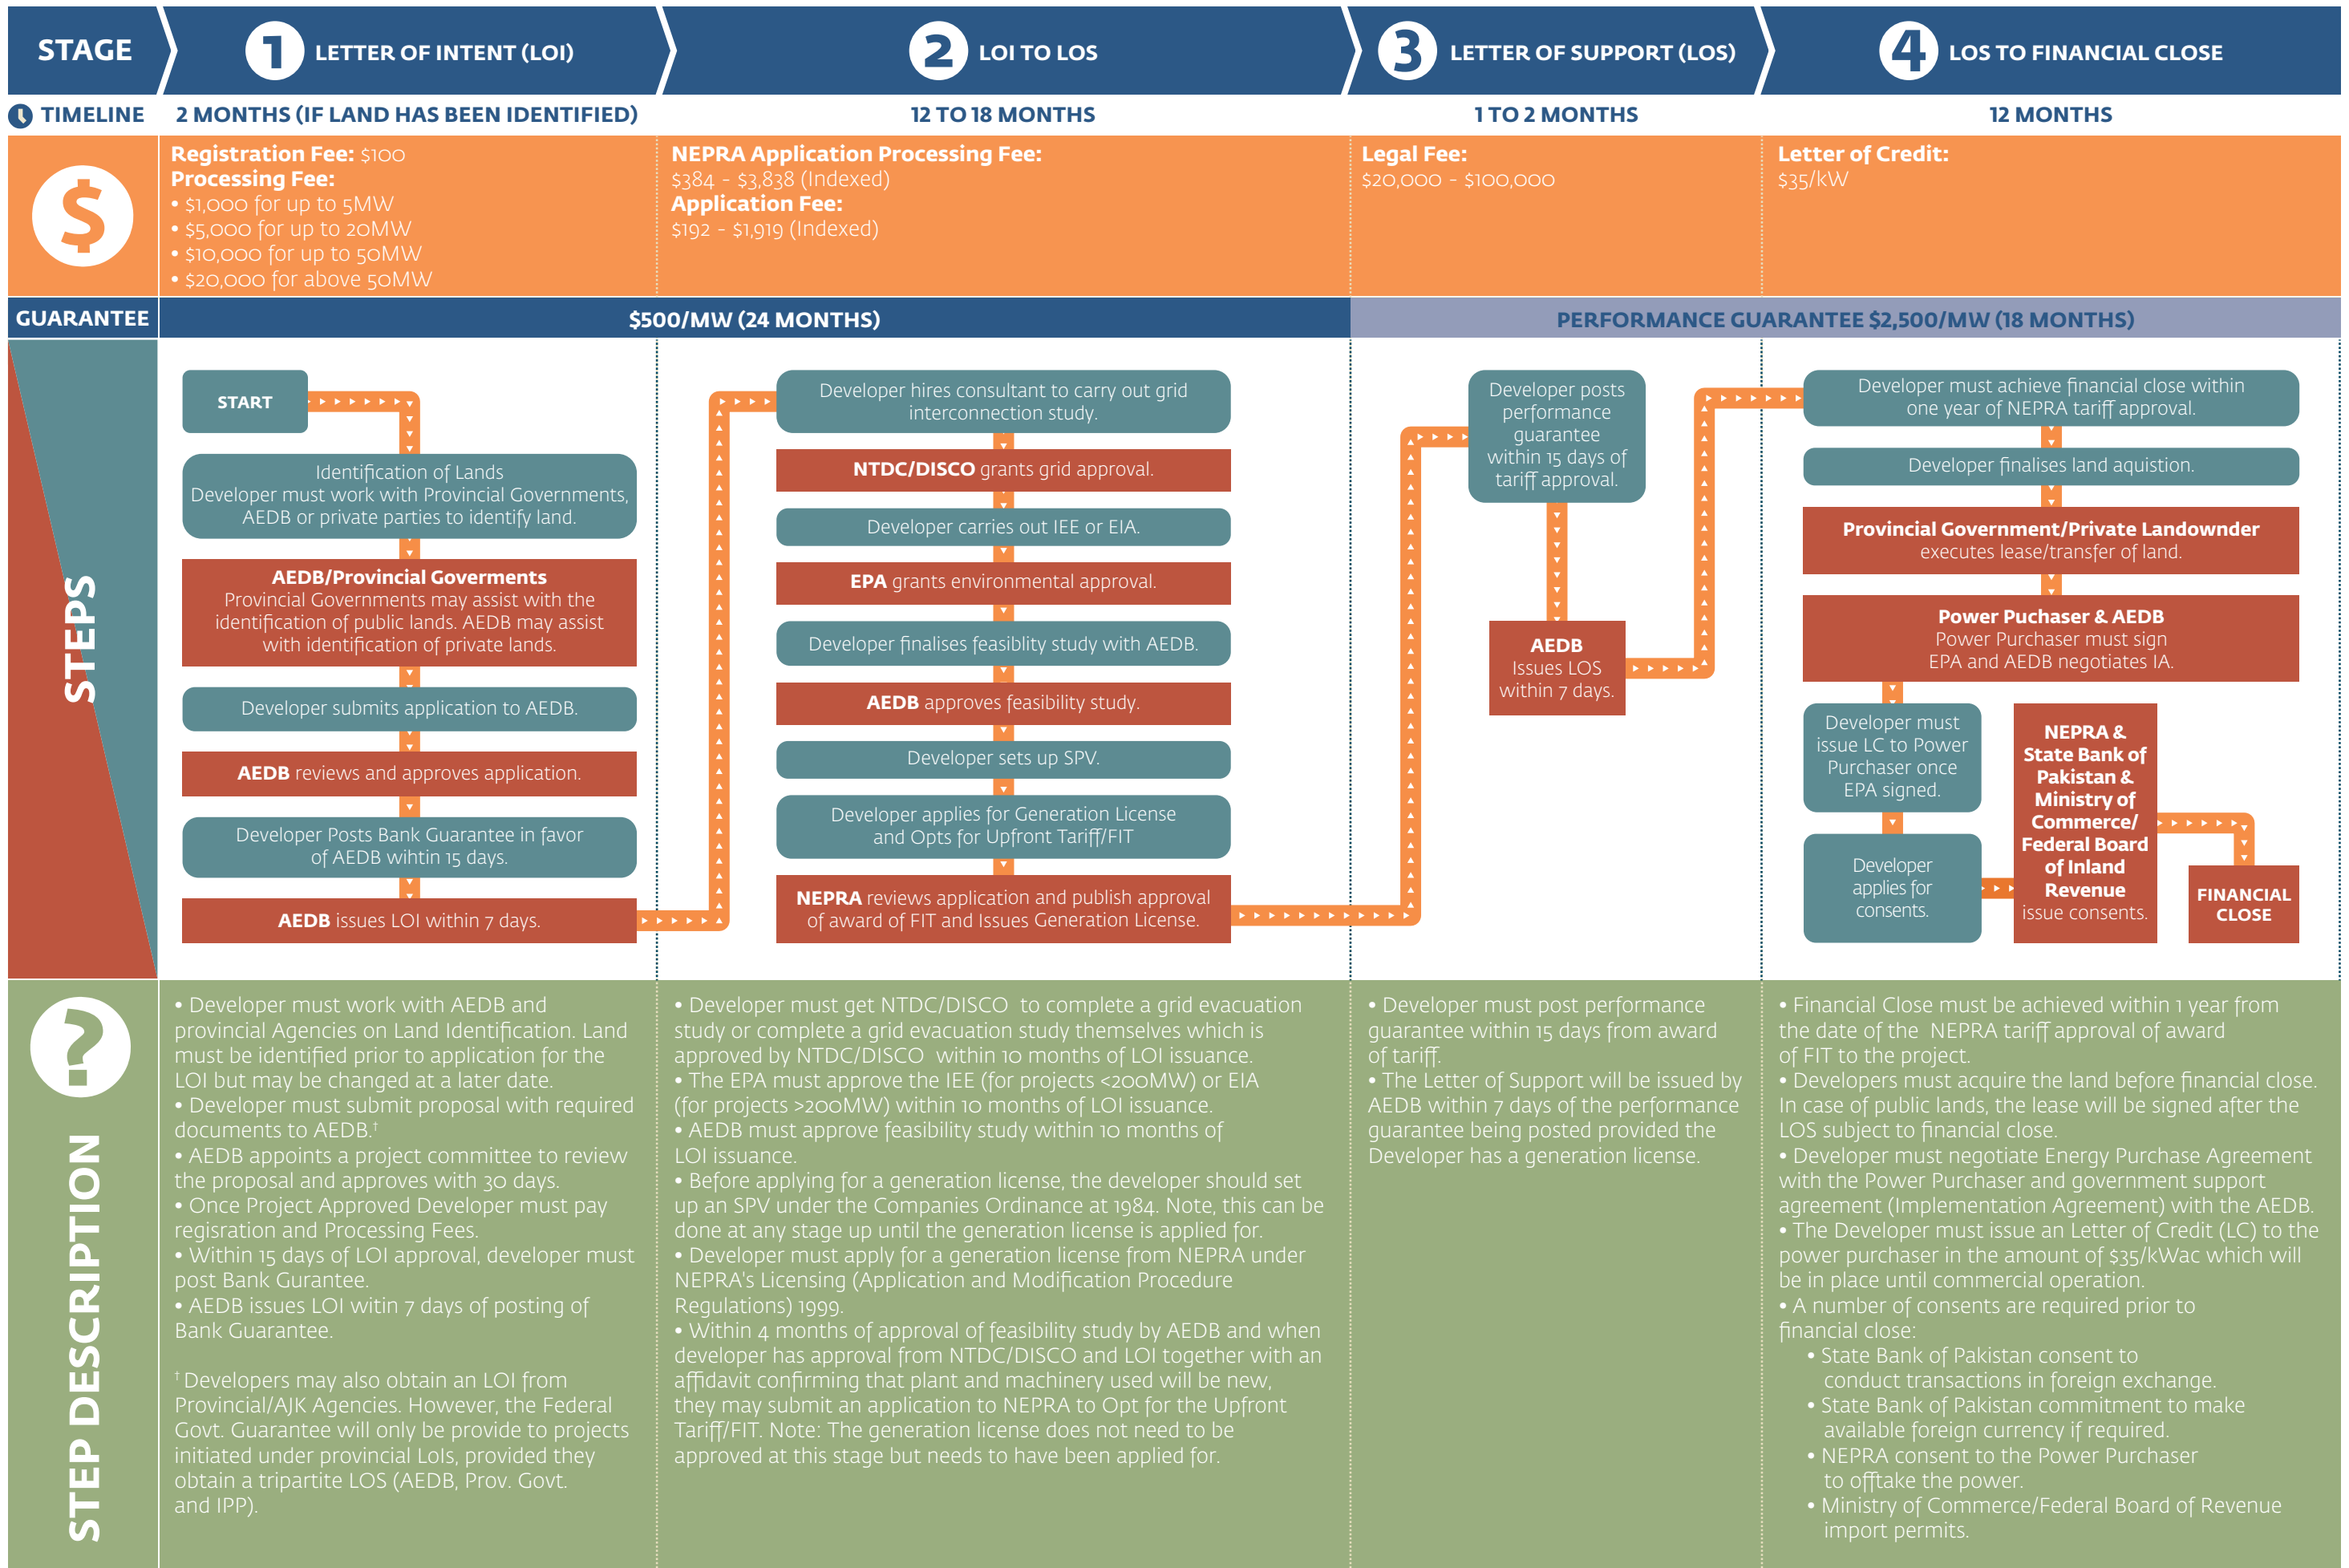 STAGE
1 LETTER OF INTENT (LOI)
2 LOI TO LOS
3 LETTER OF SUPPORT (LOS)
4 LOS TO FINANCIAL CLOSE
TIMELINE
2 MONTHS (IF LAND HAS BEEN IDENTIFIED)
12 TO 18 MONTHS
1 TO 2 MONTHS
12 MONTHS
$
Registration Fee: $100
Processing Fee:
• $1,000 for up to 5MW
• $5,000 for up to 20MW
• $10,000 for up to 50MW
• $20,000 for above 50MW
NEPRA Application Processing Fee:
$384 - $3,838 (Indexed)
Application Fee:
$192 - $1,919 (Indexed)
Legal Fee:
$20,000 - $100,000
Letter of Credit:
$35/kW
GUARANTEE
$500/MW (24 MONTHS)
PERFORMANCE GUARANTEE $2,500/MW (18 MONTHS)
STEPS
START
Identification of Lands
Developer must work with Provincial Governments,
AEDB or private parties to identify land.
AEDB/Provincial Goverments
Provincial Governments may assist with the
identification of public lands. AEDB may assist
with identification of private lands.
Developer submits application to AEDB.
AEDB reviews and approves application.
Developer Posts Bank Guarantee in favor
of AEDB wihtin 15 days.
AEDB issues LOI within 7 days.
Developer hires consultant to carry out grid
interconnection study.
NTDC/DISCO grants grid approval.
Developer carries out IEE or EIA.
EPA grants environmental approval.
Developer finalises feasiblity study with AEDB.
AEDB approves feasibility study.
Developer sets up SPV.
Developer applies for Generation License
and Opts for Upfront Tariff/FIT
NEPRA reviews application and publish approval
of award of FIT and Issues Generation License.
Developer posts
performance
guarantee
within 15 days of
tariff approval.
AEDB
Issues LOS
within 7 days.
Developer must achieve financial close within
one year of NEPRA tariff approval.
Developer finalises land aquistion.
Provincial Government/Private Landownder
executes lease/transfer of land.
Power Puchaser & AEDB
Power Purchaser must sign
EPA and AEDB negotiates IA.
Developer must
issue LC to Power
Purchaser once
EPA signed.
Developer
applies for
consents.
NEPRA &
State Bank of
Pakistan &
Ministry of
Commerce/
Federal Board
of Inland
Revenue
issue consents.
FINANCIAL
CLOSE
?
STEP DESCRIPTION
• Developer must work with AEDB and
provincial Agencies on Land Identification. Land
must be identified prior to application for the
LOI but may be changed at a later date.
• Developer must submit proposal with required
documents to AEDB.†
• AEDB appoints a project committee to review
the proposal and approves with 30 days.
• Once Project Approved Developer must pay
regisration and Processing Fees.
• Within 15 days of LOI approval, developer must
post Bank Gurantee.
• AEDB issues LOI witin 7 days of posting of
Bank Guarantee.
† Developers may also obtain an LOI from
Provincial/AJK Agencies. However, the Federal
Govt. Guarantee will only be provide to projects
initiated under provincial LoIs, provided they
obtain a tripartite LOS (AEDB, Prov. Govt.
and IPP).
• Developer must get NTDC/DISCO to complete a grid evacuation
study or complete a grid evacuation study themselves which is
approved by NTDC/DISCO within 10 months of LOI issuance.
• The EPA must approve the IEE (for projects <200MW) or EIA
(for projects >200MW) within 10 months of LOI issuance.
• AEDB must approve feasibility study within 10 months of
LOI issuance.
• Before applying for a generation license, the developer should set
up an SPV under the Companies Ordinance at 1984. Note, this can be
done at any stage up until the generation license is applied for.
• Developer must apply for a generation license from NEPRA under
NEPRA's Licensing (Application and Modification Procedure
Regulations) 1999.
• Within 4 months of approval of feasibility study by AEDB and when
developer has approval from NTDC/DISCO and LOI together with an
affidavit confirming that plant and machinery used will be new,
they may submit an application to NEPRA to Opt for the Upfront
Tariff/FIT. Note: The generation license does not need to be
approved at this stage but needs to have been applied for.
• Developer must post performance
guarantee within 15 days from award
of tariff.
• The Letter of Support will be issued by
AEDB within 7 days of the performance
guarantee being posted provided the
Developer has a generation license.
• Financial Close must be achieved within 1 year from
the date of the NEPRA tariff approval of award
of FIT to the project.
• Developers must acquire the land before financial close.
In case of public lands, the lease will be signed after the
LOS subject to financial close.
• Developer must negotiate Energy Purchase Agreement
with the Power Purchaser and government support
agreement (Implementation Agreement) with the AEDB.
• The Developer must issue an Letter of Credit (LC) to the
power purchaser in the amount of $35/kWac which will
be in place until commercial operation.
• A number of consents are required prior to
financial close:
• State Bank of Pakistan consent to
conduct transactions in foreign exchange.
• State Bank of Pakistan commitment to make
available foreign currency if required.
• NEPRA consent to the Power Purchaser
to offtake the power.
• Ministry of Commerce/Federal Board of Revenue
import permits.